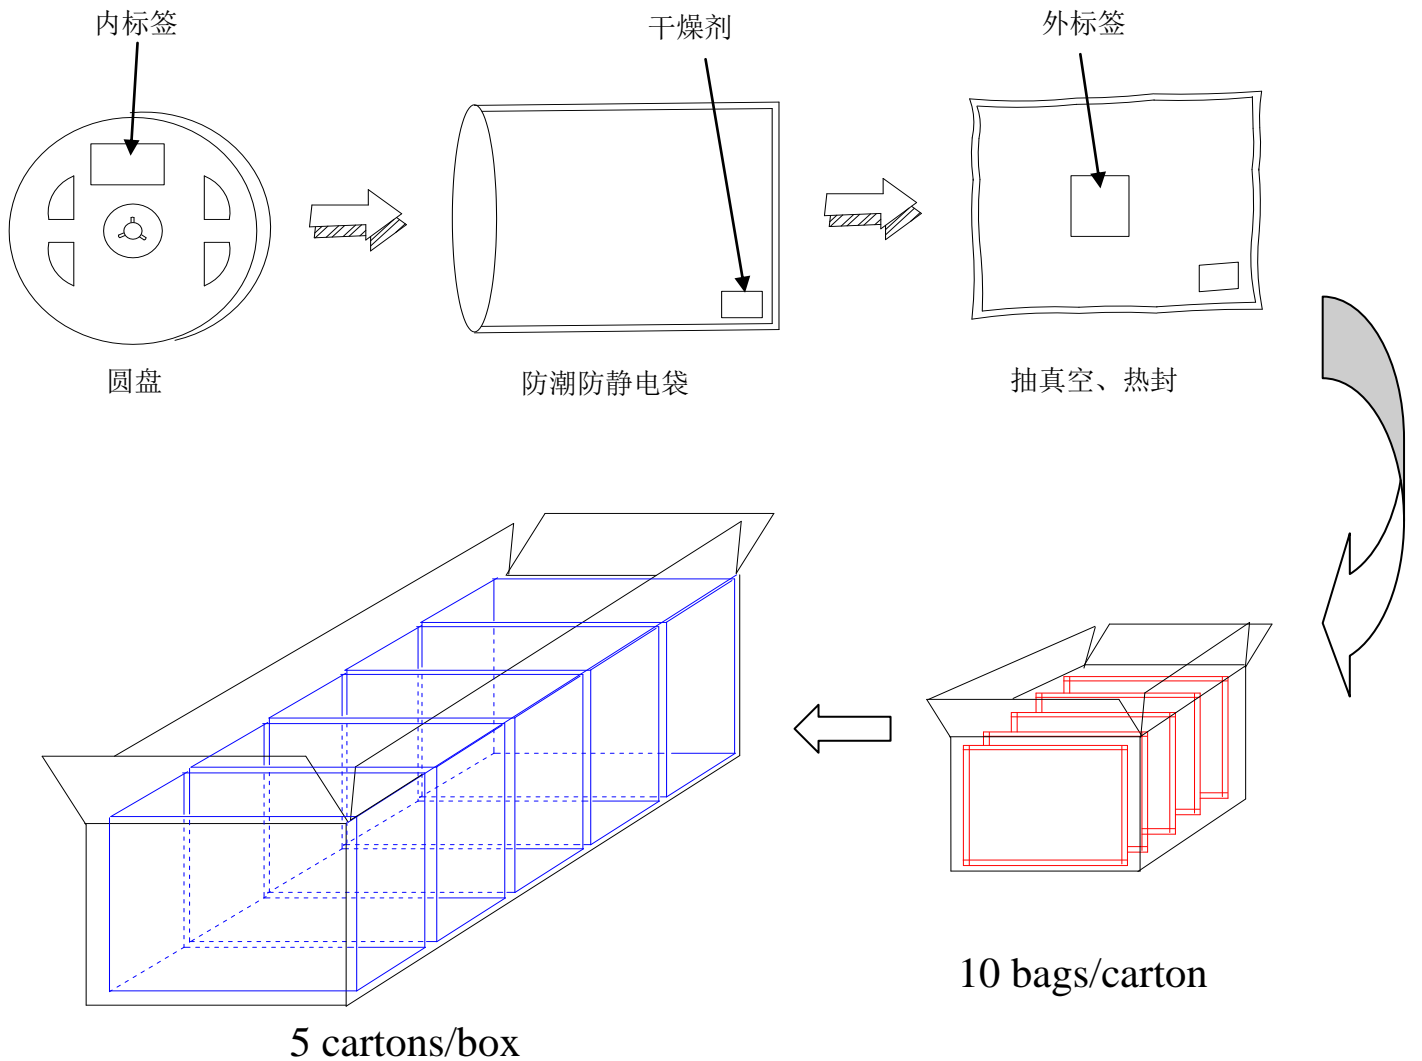 内标签
干燥剂
外标签
圆盘
防潮防静电袋
抽真空、热封
10 bags/carton
5 cartons/box